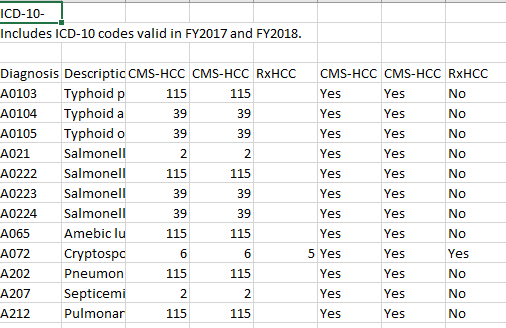 ICD-10-
Includes ICD-10 codes valid in FY2017 and FY2018.
Diagnosis Descriptic CMS-HCC CMS-HCC RxHCC CMS-HCC CMS-HCC RxHCC
A0103 Typhoid p 115 115 Yes Yes No
A0104 Typhoid a 39 39 Yes Yes No
A0105 Typhoid o 39 39 Yes Yes No
A021 Salmonell 2 2 Yes Yes No
A0222 Salmonell 115 115 Yes Yes No
A0223 Salmonell 39 39 Yes Yes No
A0224 Salmonell 39 39 Yes Yes No
A065 Amebic lu 115 115 Yes Yes No
A072 Cryptospo 6 6 5 Yes Yes Yes
A202 Pneumon 115 115 Yes Yes No
A207 Septicemi 2 2 Yes Yes No
A212 Pulmonar 115 115 Yes Yes No